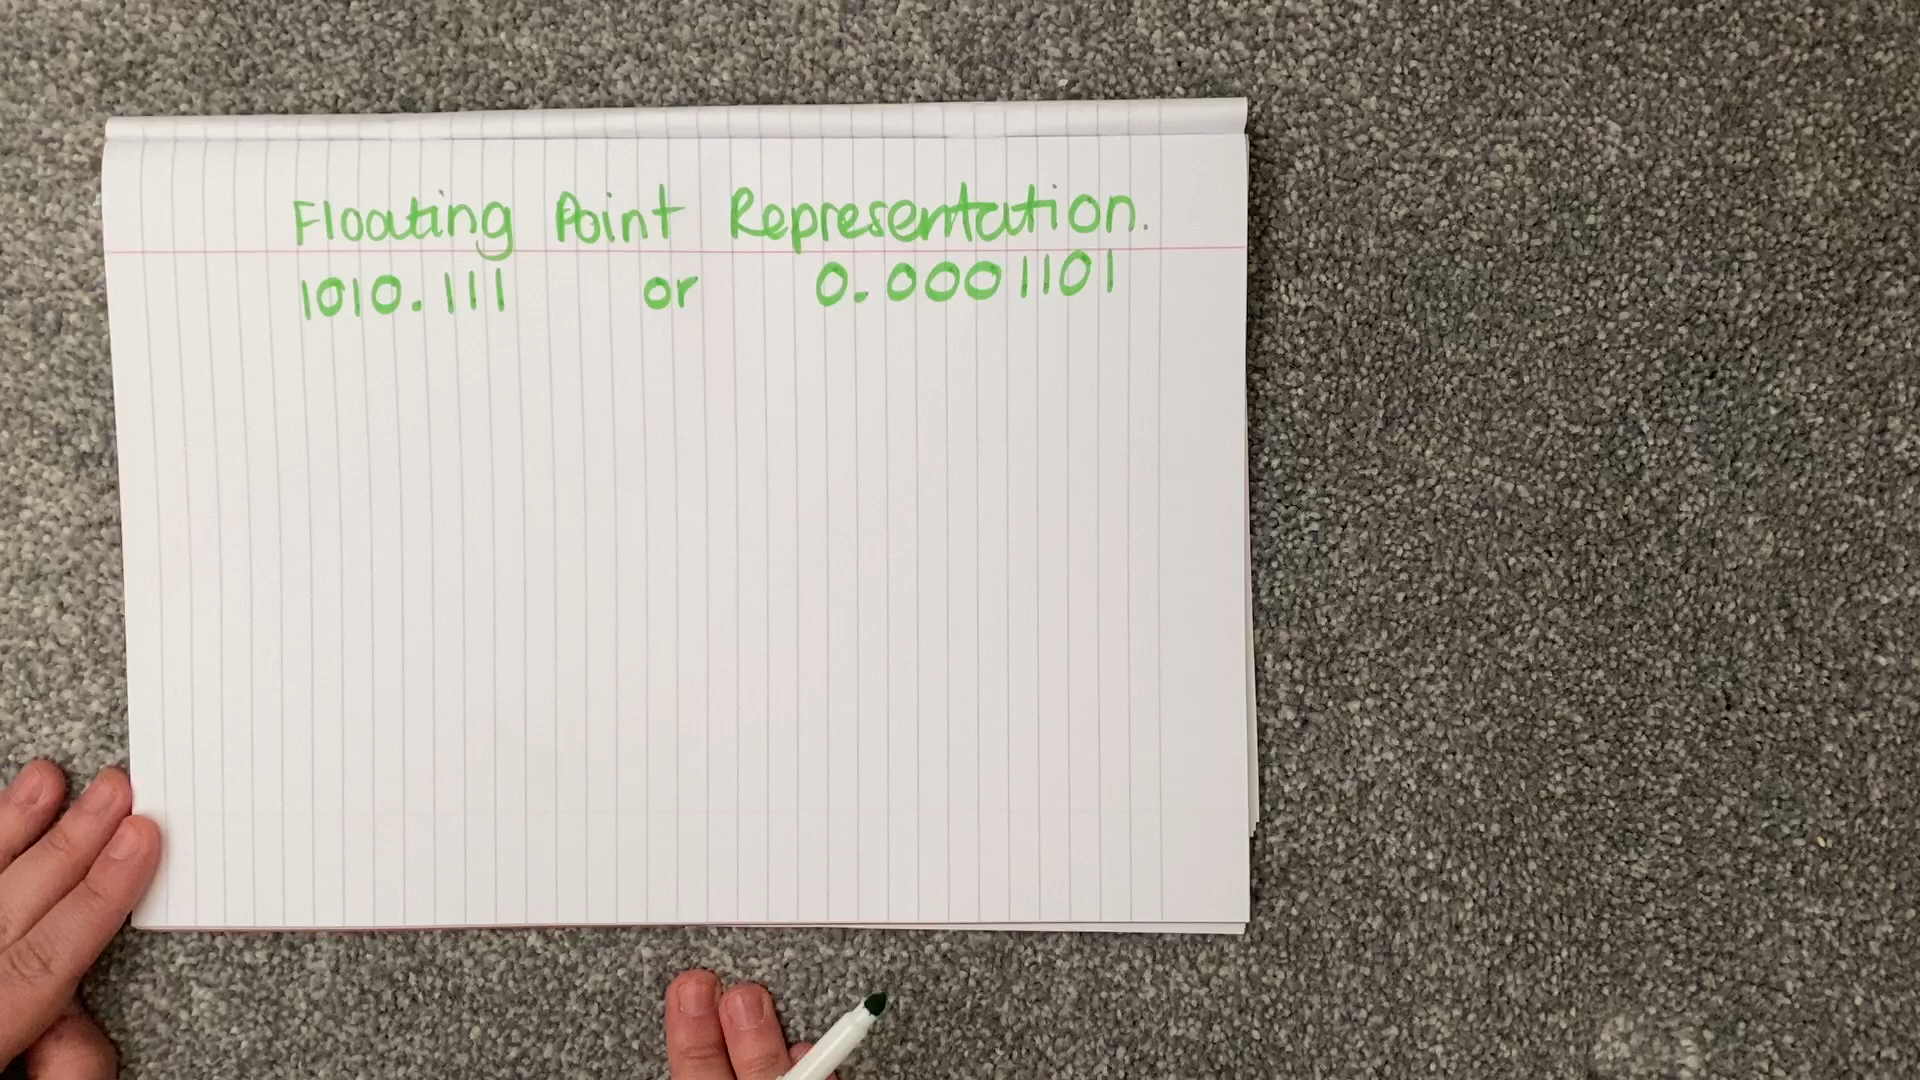 Floating Point Representation.
1010.111 or 0.0001101